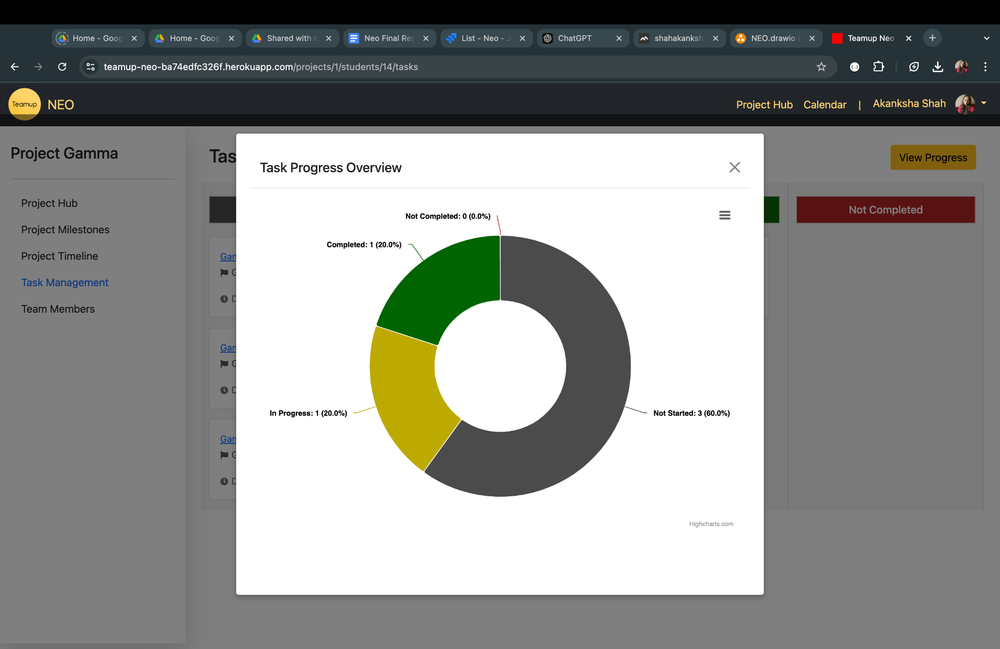 Home - Goog
Home - Goog
Shared with
Neo Final Rep
List - Neo - J
ChatGPT
shahakanksh
NEO.drawio (
Teamup Neo
teamup-neo-ba74edfc326f.herokuapp.com/projects/1/students/14/tasks
Teamup
NEO
Project Hub
Calendar
|
Akanksha Shah
Project Gamma
Project Hub
Project Milestones
Project Timeline
Task Management
Team Members
Tas
View Progress
Not Completed
Gam
G
D
Gam
G
D
Gam
G
D
Task Progress Overview
Not Completed: 0 (0.0%)
Completed: 1 (20.0%)
In Progress: 1 (20.0%)
Not Started: 3 (60.0%)
Highcharts.com